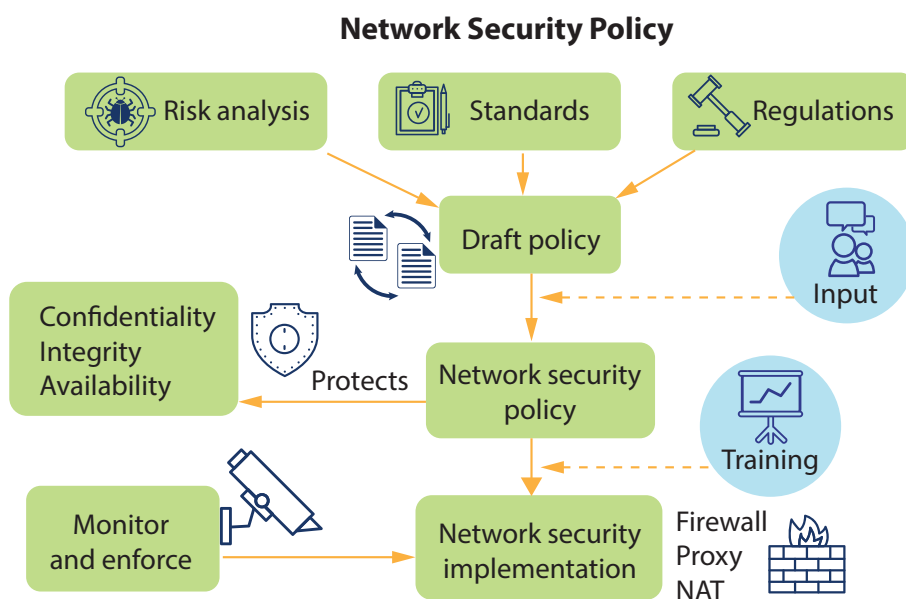 Network Security Policy
Risk analysis
Standards
Regulations
Draft policy
Input
Confidentiality
Integrity
Availability
Protects
Network security
policy
Training
Monitor
and enforce
Network security
implementation
Firewall
Proxy
NAT